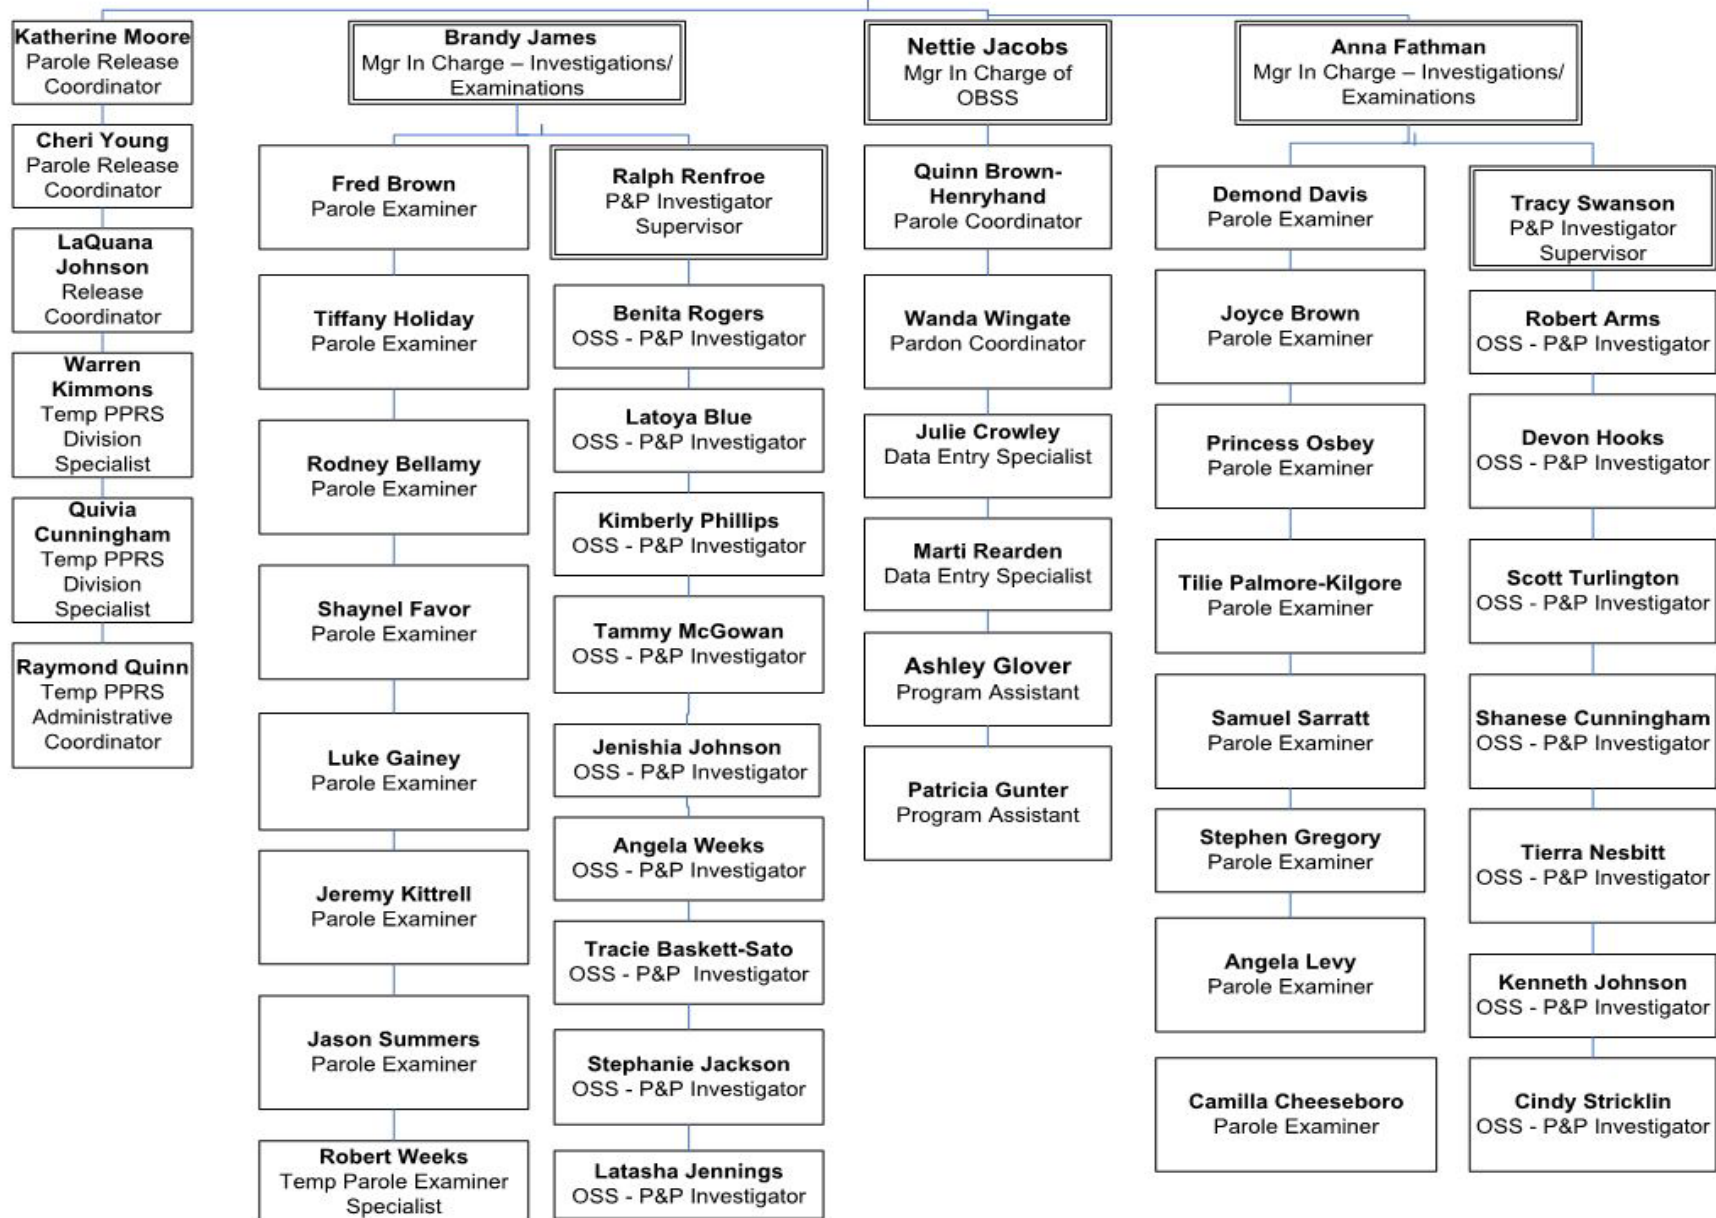 Katherine Moore
Parole Release
Coordinator
Cheri Young
Parole Release
Coordinator
LaQuana
Johnson
Release
Coordinator
Warren
Kimmons
Temp PPRS
Division
Specialist
Quivia
Cunningham
Temp PPRS
Division
Specialist
Raymond Quinn
Temp PPRS
Administrative
Coordinator
Brandy James
Mgr In Charge – Investigations/
Examinations
Fred Brown
Parole Examiner
Tiffany Holiday
Parole Examiner
Rodney Bellamy
Parole Examiner
Shaynel Favor
Parole Examiner
Luke Gainey
Parole Examiner
Jeremy Kittrell
Parole Examiner
Jason Summers
Parole Examiner
Robert Weeks
Temp Parole Examiner
Specialist
Ralph Renfroe
P&P Investigator
Supervisor
Benita Rogers
OSS - P&P Investigator
Latoya Blue
OSS - P&P Investigator
Kimberly Phillips
OSS - P&P Investigator
Tammy McGowan
OSS - P&P Investigator
Jenishia Johnson
OSS - P&P Investigator
Angela Weeks
OSS - P&P Investigator
Tracie Baskett-Sato
OSS - P&P  Investigator
Stephanie Jackson
OSS - P&P Investigator
Latasha Jennings
OSS - P&P Investigator
Nettie Jacobs
Mgr In Charge of
OBSS
Quinn Brown-
Henryhand
Parole Coordinator
Wanda Wingate
Pardon Coordinator
Julie Crowley
Data Entry Specialist
Marti Rearden
Data Entry Specialist
Ashley Glover
Program Assistant
Patricia Gunter
Program Assistant
Anna Fathman
Mgr In Charge – Investigations/
Examinations
Demond Davis
Parole Examiner
Joyce Brown
Parole Examiner
Princess Osbey
Parole Examiner
Tilie Palmore-Kilgore
Parole Examiner
Samuel Sarratt
Parole Examiner
Stephen Gregory
Parole Examiner
Angela Levy
Parole Examiner
Camilla Cheeseboro
Parole Examiner
Tracy Swanson
P&P Investigator
Supervisor
Robert Arms
OSS - P&P Investigator
Devon Hooks
OSS - P&P Investigator
Scott Turlington
OSS - P&P Investigator
Shanese Cunningham
OSS - P&P Investigator
Tierra Nesbitt
OSS - P&P Investigator
Kenneth Johnson
OSS - P&P Investigator
Cindy Stricklin
OSS - P&P Investigator